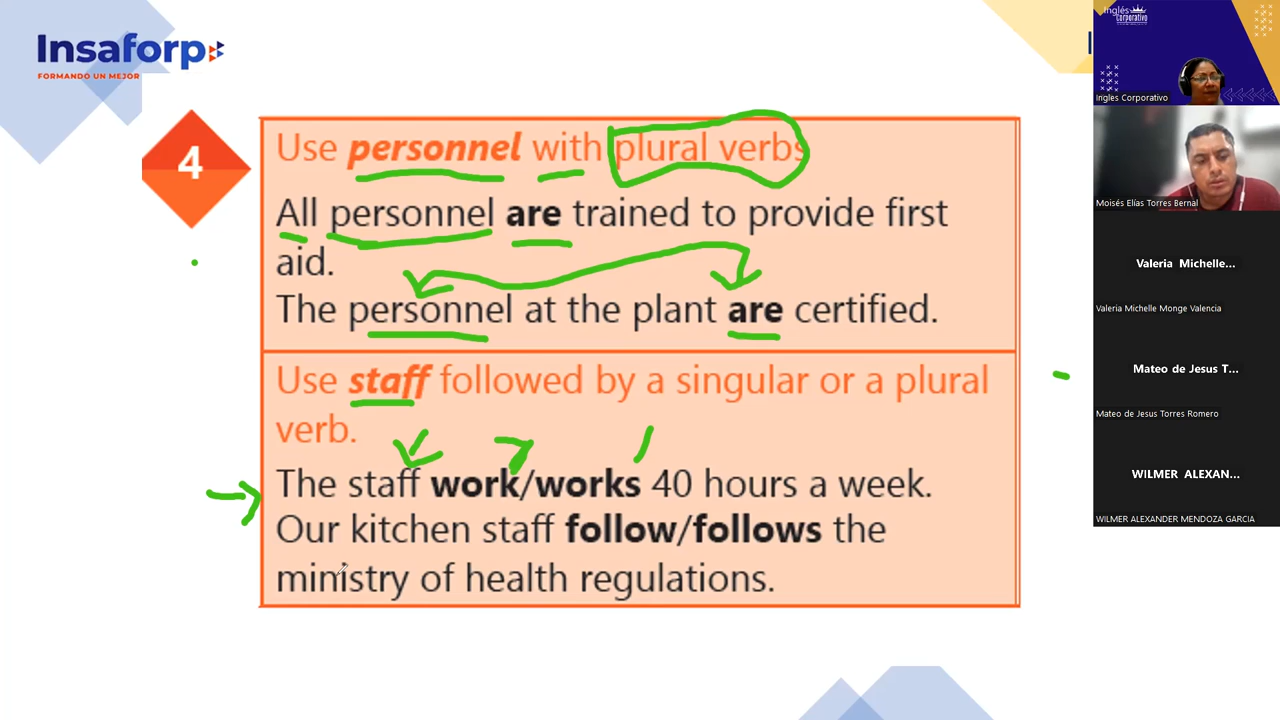 Insaforp
FORMANDO UN MEJOR
4
Use personnel with plural verbs
All personnel are trained to provide first
aid.
The personnel at the plant are certified.
Use staff followed by a singular or a plural
verb.
The staff work/works 40 hours a week.
Our kitchen staff follow/follows the
ministry of health regulations.
Inglés
Corporativo
Ingles Corporativo
Moisés Elías Torres Bernal
Valeria Michelle...
Valeria Michelle Monge Valencia
Mateo de Jesus T...
Mateo de Jesus Torres Romero
WILMER ALEXAN...
WILMER ALEXANDER MENDOZA GARCIA